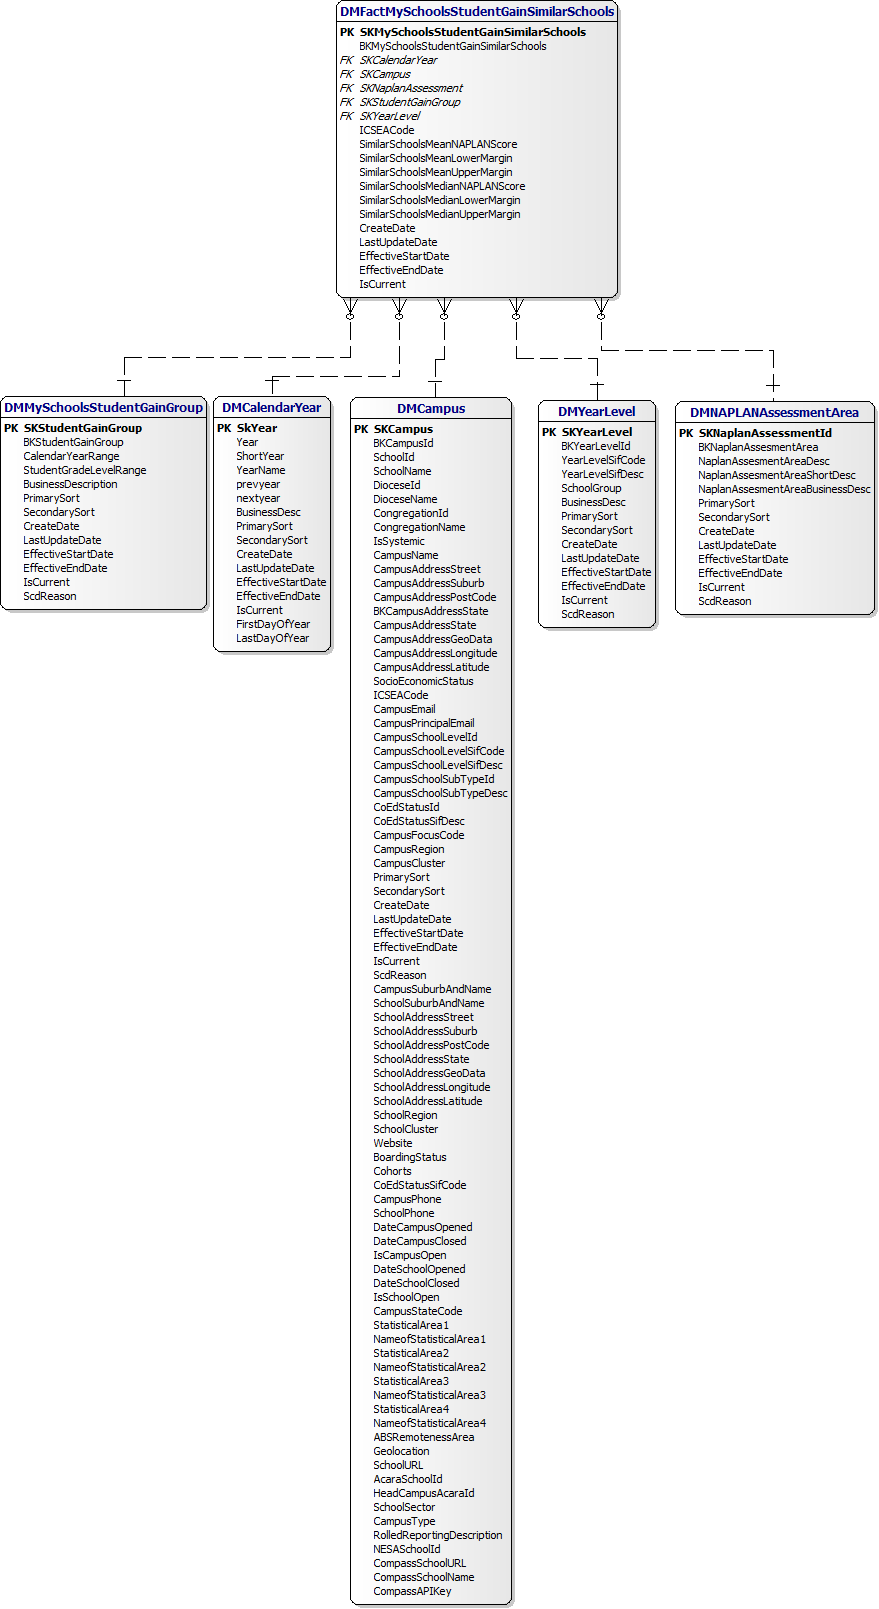 DMFactMySchoolsStudentGainSimilarSchools
PK SKMySchoolsStudentGainSimilarSchools
BKMySchoolsStudentGainSimilarSchools
FK SKCalendarYear
FK SKCampus
FK SKNaplanAssessment
FK SKStudentGainGroup
FK SKYearLevel
ICSEACode
SimilarSchoolsMeanNAPLANScore
SimilarSchoolsMeanLowerMargin
SimilarSchoolsMeanUpperMargin
SimilarSchoolsMedianNAPLANScore
SimilarSchoolsMedianLowerMargin
SimilarSchoolsMedianUpperMargin
CreateDate
LastUpdateDate
EffectiveStartDate
EffectiveEndDate
IsCurrent
DMMySchoolsStudentGainGroup
PK SKStudentGainGroup
BKStudentGainGroup
CalendarYearRange
StudentGradeLevelRange
BusinessDescription
PrimarySort
SecondarySort
CreateDate
LastUpdateDate
EffectiveStartDate
EffectiveEndDate
IsCurrent
ScdReason
DMCalendarYear
PK SkYear
Year
ShortYear
YearName
prevyear
nextyear
BusinessDesc
PrimarySort
SecondarySort
CreateDate
LastUpdateDate
EffectiveStartDate
EffectiveEndDate
IsCurrent
FirstDayOfYear
LastDayOfYear
DMCampus
PK SKCampus
BKCampusId
SchoolId
SchoolName
DioceseId
DioceseName
CongregationId
CongregationName
IsSystemic
CampusName
CampusAddressStreet
CampusAddressSuburb
CampusAddressPostCode
BKCampusAddressState
CampusAddressState
CampusAddressGeoData
CampusAddressLongitude
CampusAddressLatitude
SocioEconomicStatus
ICSEACode
CampusEmail
CampusPrincipalEmail
CampusSchoolLevelId
CampusSchoolLevelSifCode
CampusSchoolLevelSifDesc
CampusSchoolSubTypeId
CampusSchoolSubTypeDesc
CoEdStatusId
CoEdStatusSifDesc
CampusFocusCode
CampusRegion
CampusCluster
PrimarySort
SecondarySort
CreateDate
LastUpdateDate
EffectiveStartDate
EffectiveEndDate
IsCurrent
ScdReason
CampusSuburbAndName
SchoolSuburbAndName
SchoolAddressStreet
SchoolAddressSuburb
SchoolAddressPostCode
SchoolAddressState
SchoolAddressGeoData
SchoolAddressLongitude
SchoolAddressLatitude
SchoolRegion
SchoolCluster
Website
BoardingStatus
Cohorts
CoEdStatusSifCode
CampusPhone
SchoolPhone
DateCampusOpened
DateCampusClosed
IsCampusOpen
DateSchoolOpened
DateSchoolClosed
IsSchoolOpen
CampusStateCode
StatisticalArea1
NameofStatisticalArea1
StatisticalArea2
NameofStatisticalArea2
StatisticalArea3
NameofStatisticalArea3
StatisticalArea4
NameofStatisticalArea4
ABSRemotenessArea
Geolocation
SchoolURL
AcaraSchoolId
HeadCampusAcaraId
SchoolSector
CampusType
RolledReportingDescription
NESASchoolId
CompassSchoolURL
CompassSchoolName
CompassAPIKey
DMYearLevel
PK SKYearLevel
BKYearLevelId
YearLevelSifCode
YearLevelSifDesc
SchoolGroup
BusinessDesc
PrimarySort
SecondarySort
CreateDate
LastUpdateDate
EffectiveStartDate
EffectiveEndDate
IsCurrent
ScdReason
DMNAPLANAssessmentArea
PK SKNaplanAssessmentId
BKNaplanAssesmentArea
NaplanAssesmentAreaDesc
NaplanAssesmentAreaShortDesc
NaplanAssesmentAreaBusinessDesc
PrimarySort
SecondarySort
CreateDate
LastUpdateDate
EffectiveStartDate
EffectiveEndDate
IsCurrent
ScdReason